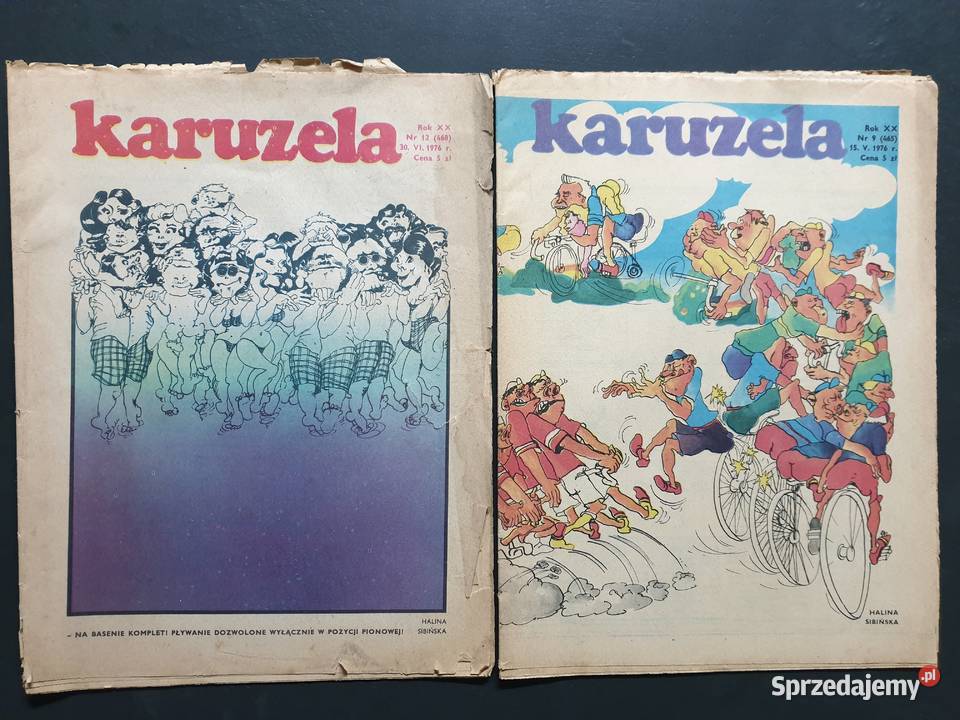 karuzela
Rok XX
Nr 12 (468)
30. VI. 1976 r.
Cena 5 zł
HALINA
SIBIŃSKA
– NA BASENIE KOMPLET! PŁYWANIE DOZWOLONE WYŁĄCZNIE W POZYCJI PIONOWEJ!
karuzela
Rok XX
Nr 9 (465)
15. V. 1976 r.
Cena 5 zł
HALINA
SIBIŃSKA
Sprzedajemy.pl